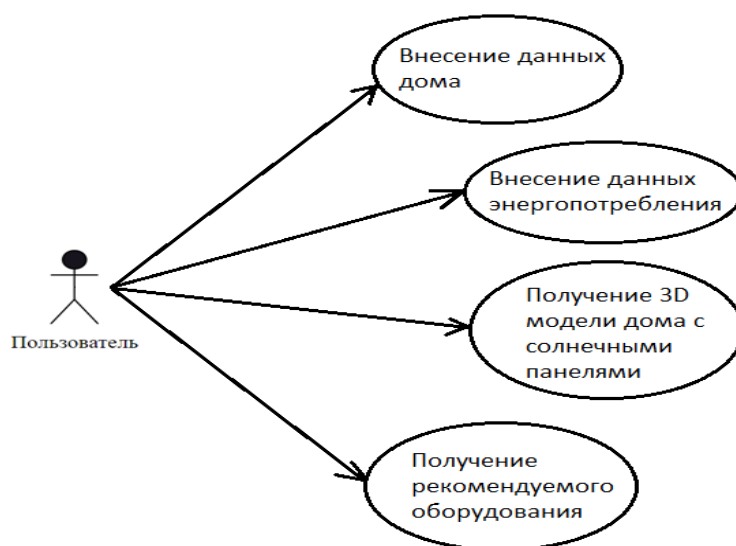 Внесение данных
дома
Внесение данных
энергопотребления
Получение 3D
модели дома с
солнечными
панелями
Пользователь
Получение
рекомендуемого
оборудования